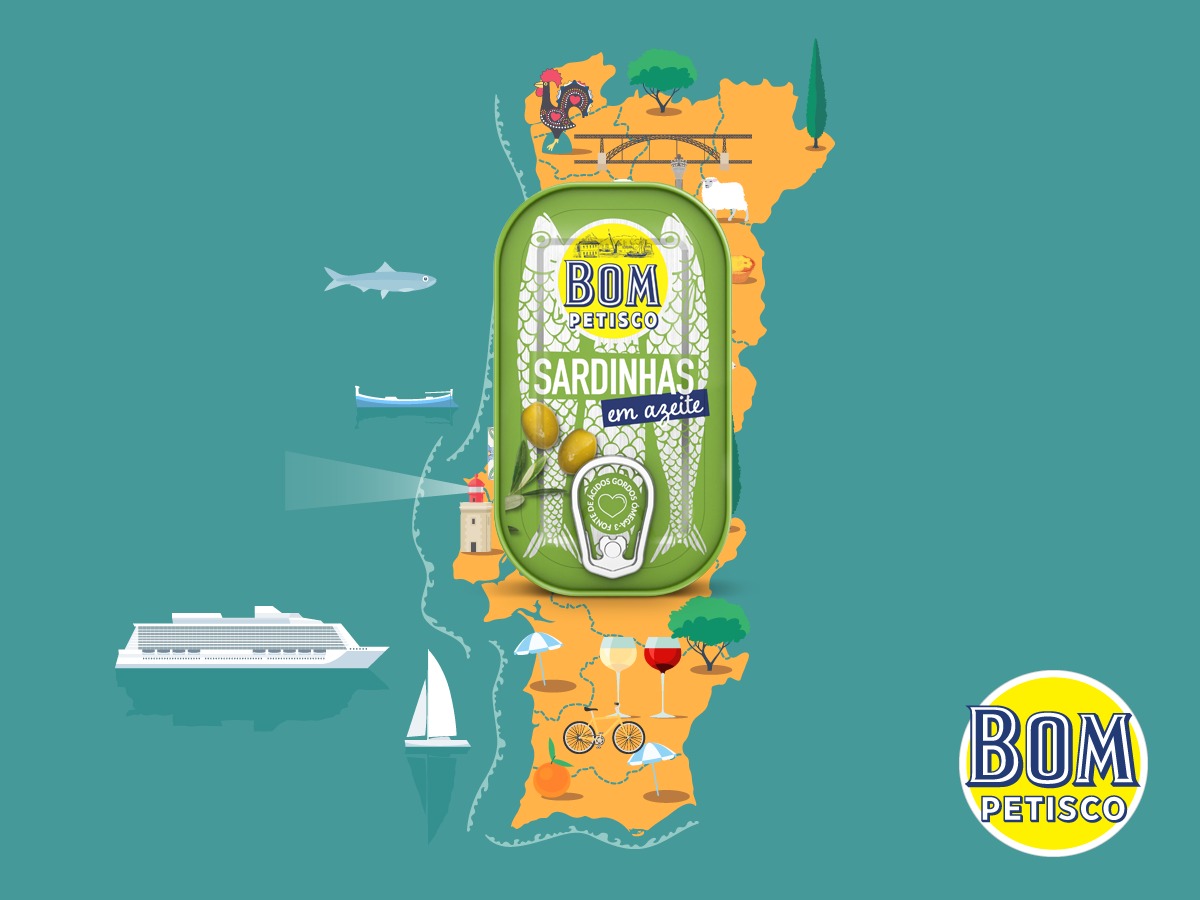 BOM
PETISCO
SARDINHAS
em azeite
FONTE DE ÁCIDOS GORDOS OMEGA-3
BOM
PETISCO